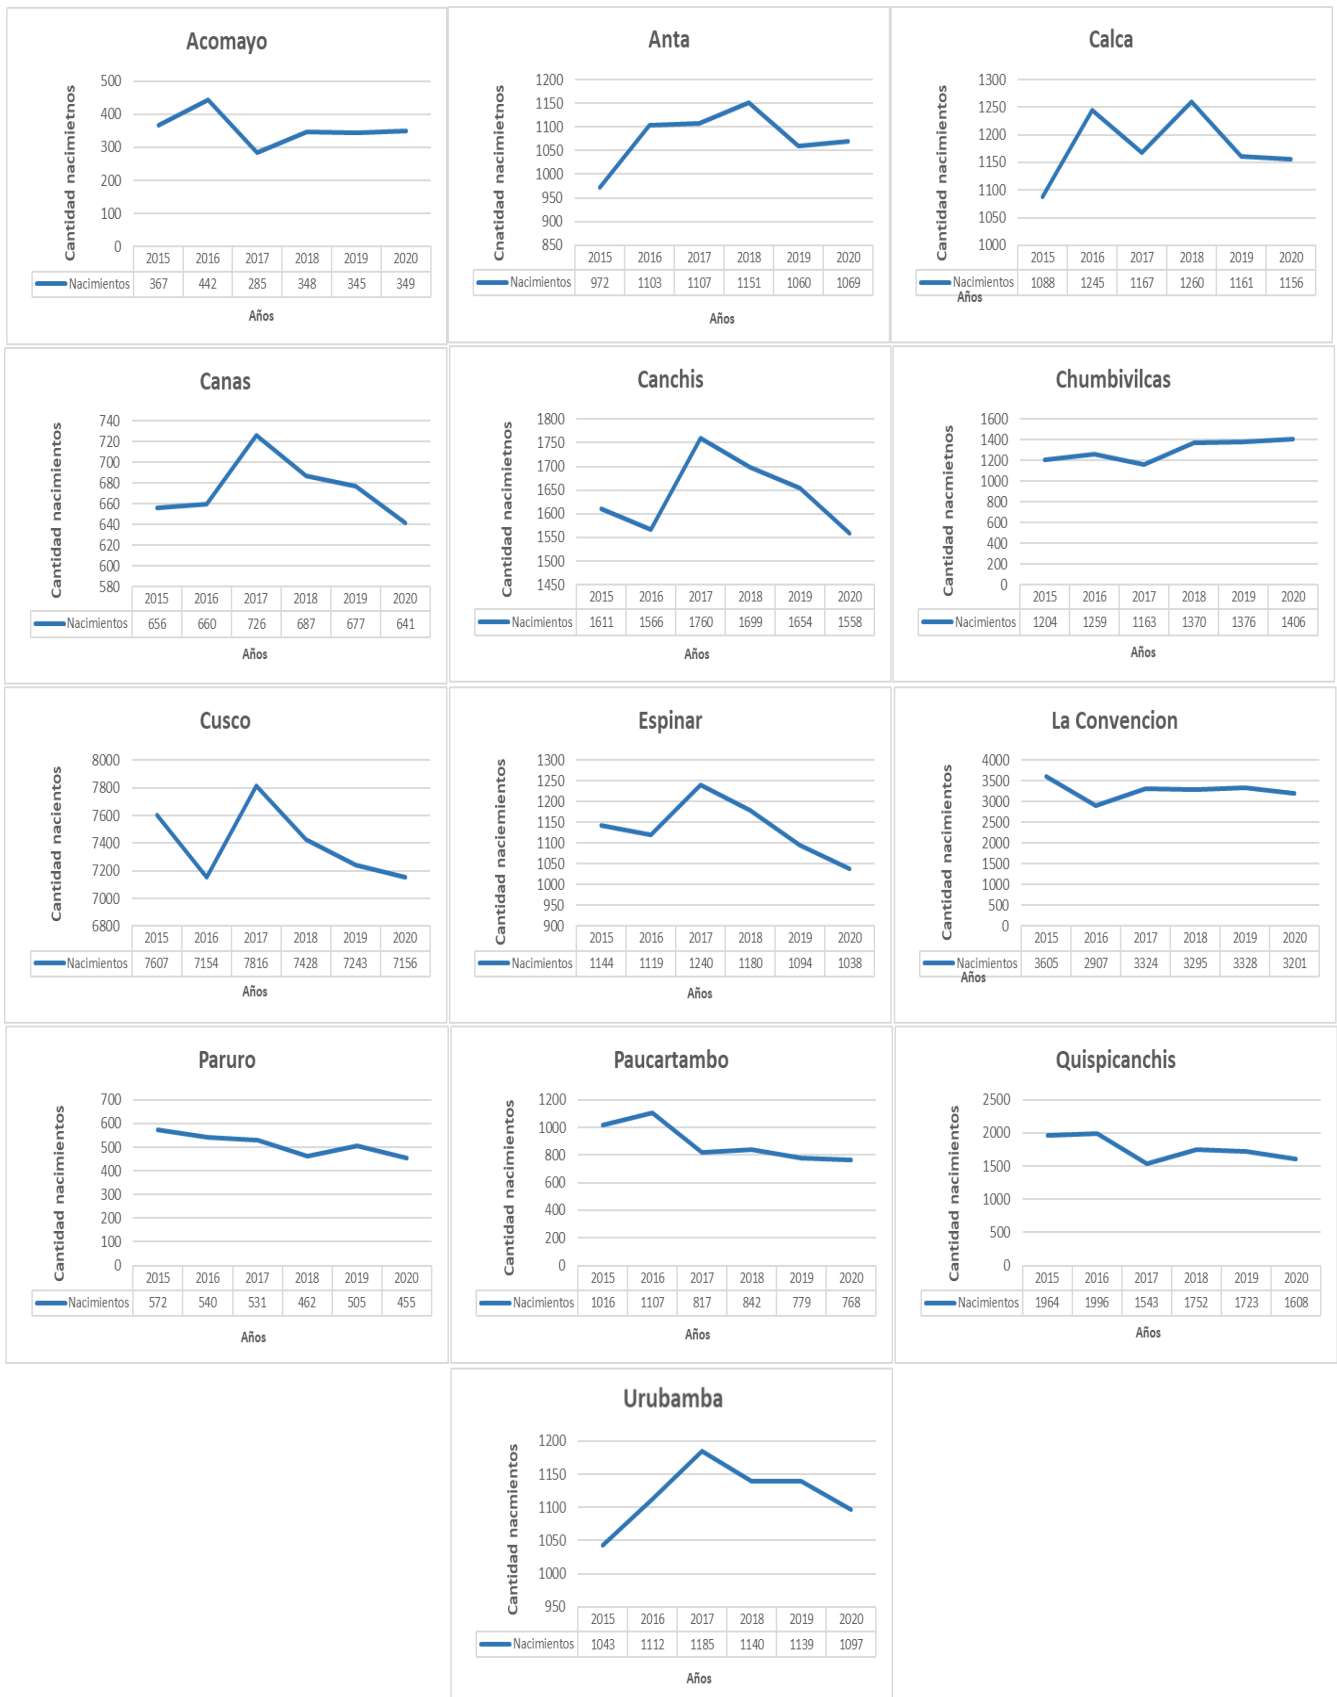 Acomayo
Cantidad nacimietnos
500
400
300
200
100
0
2015 2016 2017 2018 2019 2020
Nacimientos 367 442 285 348 345 349
Años
Anta
Cnatidad nacimientos
1200
1150
1100
1050
1000
950
900
850
2015 2016 2017 2018 2019 2020
Nacimientos 972 1103 1107 1151 1060 1069
Años
Calca
Cantidad nacimientos
1300
1250
1200
1150
1100
1050
1000
2015 2016 2017 2018 2019 2020
Nacimientos 1088 1245 1167 1260 1161 1156
Años
Canas
Cantidad nacimientos
740
720
700
680
660
640
620
600
580
2015 2016 2017 2018 2019 2020
Nacimientos 656 660 726 687 677 641
Años
Canchis
Cantidad nacimietnos
1800
1750
1700
1650
1600
1550
1500
1450
2015 2016 2017 2018 2019 2020
Nacimientos 1611 1566 1760 1699 1654 1558
Años
Chumbivilcas
Cantidad nacimietnos
1600
1400
1200
1000
800
600
400
200
0
2015 2016 2017 2018 2019 2020
Nacimientos 1204 1259 1163 1370 1376 1406
Años
Cusco
Cantidad nacientos
8000
7800
7600
7400
7200
7000
6800
2015 2016 2017 2018 2019 2020
Nacimientos 7607 7154 7816 7428 7243 7156
Años
Espinar
Cantidad naciemientos
1300
1250
1200
1150
1100
1050
1000
950
900
2015 2016 2017 2018 2019 2020
Nacimientos 1144 1119 1240 1180 1094 1038
Años
La Convencion
Cantidad nacimientos
4000
3500
3000
2500
2000
1500
1000
500
0
2015 2016 2017 2018 2019 2020
Nacimientos 3605 2907 3324 3295 3328 3201
Años
Paruro
Cantidad nacimientos
700
600
500
400
300
200
100
0
2015 2016 2017 2018 2019 2020
Nacimientos 572 540 531 462 505 455
Años
Paucartambo
Cantidad nacimientos
1200
1000
800
600
400
200
0
2015 2016 2017 2018 2019 2020
Nacimientos 1016 1107 817 842 779 768
Años
Quispicanchis
Cantidad nacimientos
2500
2000
1500
1000
500
0
2015 2016 2017 2018 2019 2020
Nacimientos 1964 1996 1543 1752 1723 1608
Años
Urubamba
Cantidad nacmientos
1200
1150
1100
1050
1000
950
2015 2016 2017 2018 2019 2020
Nacimientos 1043 1112 1185 1140 1139 1097
Años